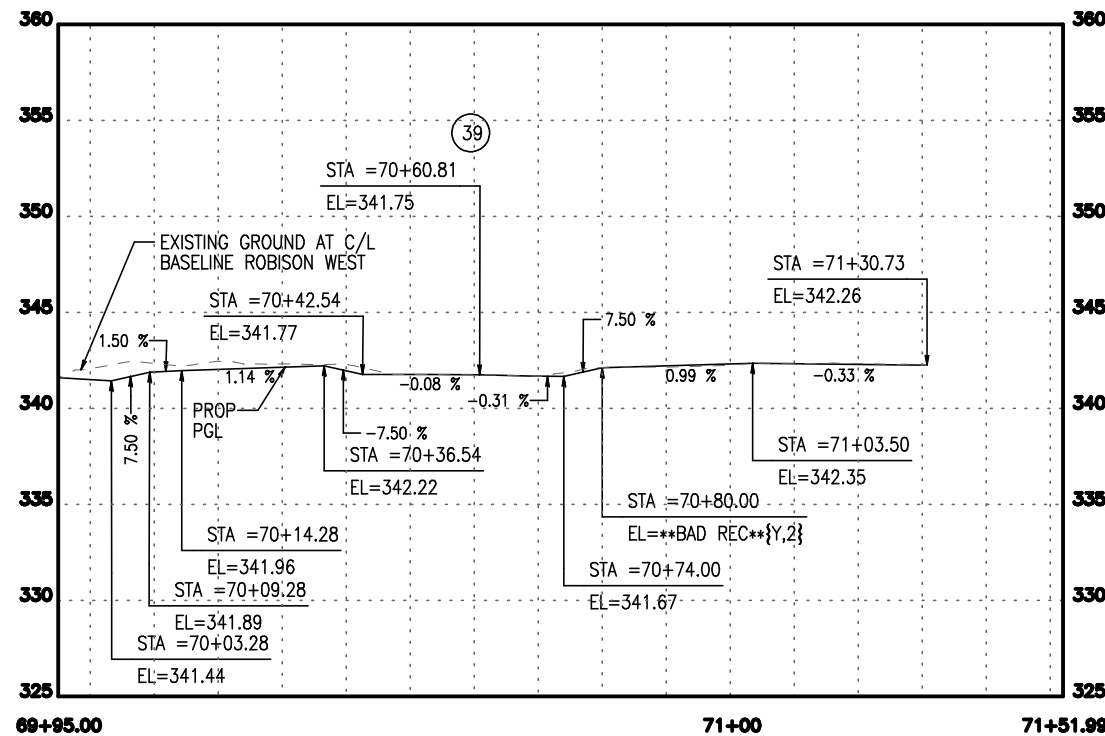 360
360
355
355
39
STA =70+60.81
EL=341.75
350
350
EXISTING GROUND AT C/L
BASELINE ROBISON WEST
STA =71+30.73
EL=342.26
STA =70+42.54
EL=341.77
345
345
7.50 %
1.50 %
1.14 %
-0.08 %
0.99 %
-0.33 %
-0.31 %
340
340
PROP
PGL
7.50 %
-7.50 %
STA =71+03.50
EL=342.35
STA =70+36.54
EL=342.22
335
335
STA =70+80.00
EL=**BAD REC**{Y,2}
STA =70+14.28
EL=341.96
STA =70+74.00
EL=341.67
330
330
STA =70+09.28
EL=341.89
STA =70+03.28
EL=341.44
325
325
69+95.00
71+00
71+51.99